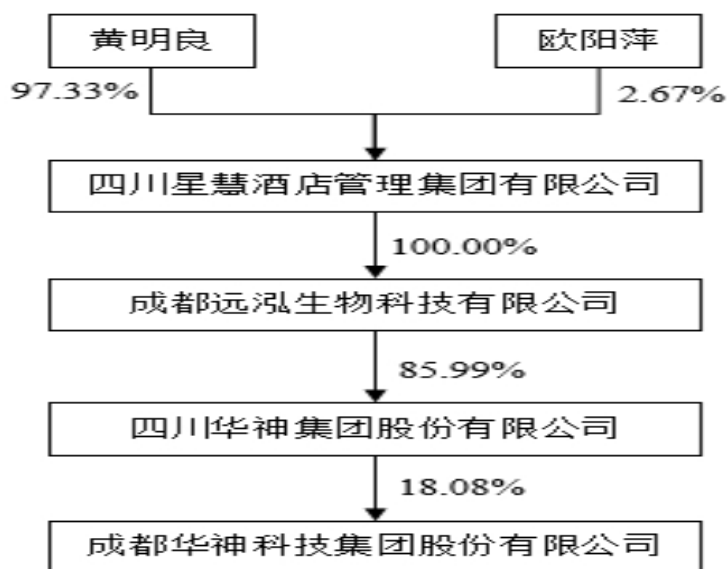 黄明良
欧阳萍
97.33%
2.67%
四川星慧酒店管理集团有限公司
100.00%
成都远泓生物科技有限公司
85.99%
四川华神集团股份有限公司
18.08%
成都华神科技集团股份有限公司